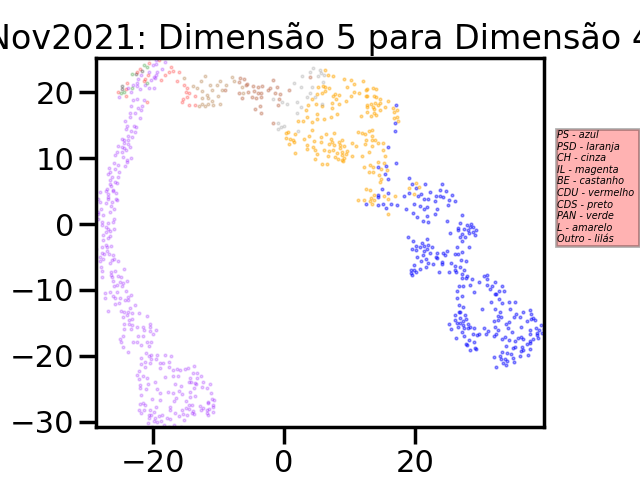 Nov2021: Dimensão 5 para Dimensão 4
20
10
0
−10
−20
−30
−20
0
20
PS - azul
PSD - laranja
CH - cinza
IL - magenta
BE - castanho
CDU - vermelho
CDS - preto
PAN - verde
L - amarelo
Outro - lilás